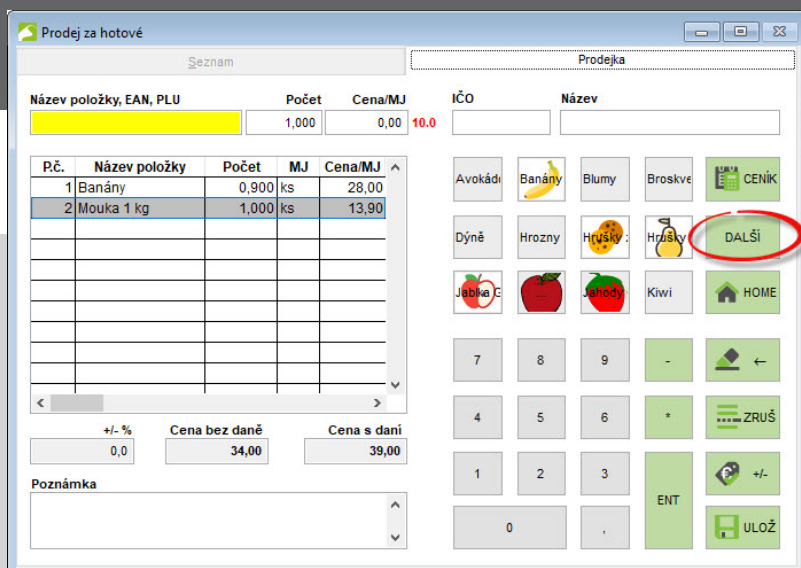 Prodej za hotové
Seznam
Prodejka
Název položky, EAN, PLU Počet Cena/MJ
1,000 0,00 10.0
IČO Název
P.č. Název položky Počet MJ Cena/MJ
1 Banány 0,900 ks 28,00
2 Mouka 1 kg 1,000 ks 13,90
+/- % Cena bez daně Cena s daní
0,0 34,00 39,00
Poznámka
Avokád Banány Blumy Broskve CENÍK
Dýně Hrozny Hrušky Hrušky DALŠÍ
Jablka G ... Jahody Kiwi HOME
7 8 9 - ←
4 5 6 * ZRUŠ
1 2 3 ENT +/-
0 , ULOŽ